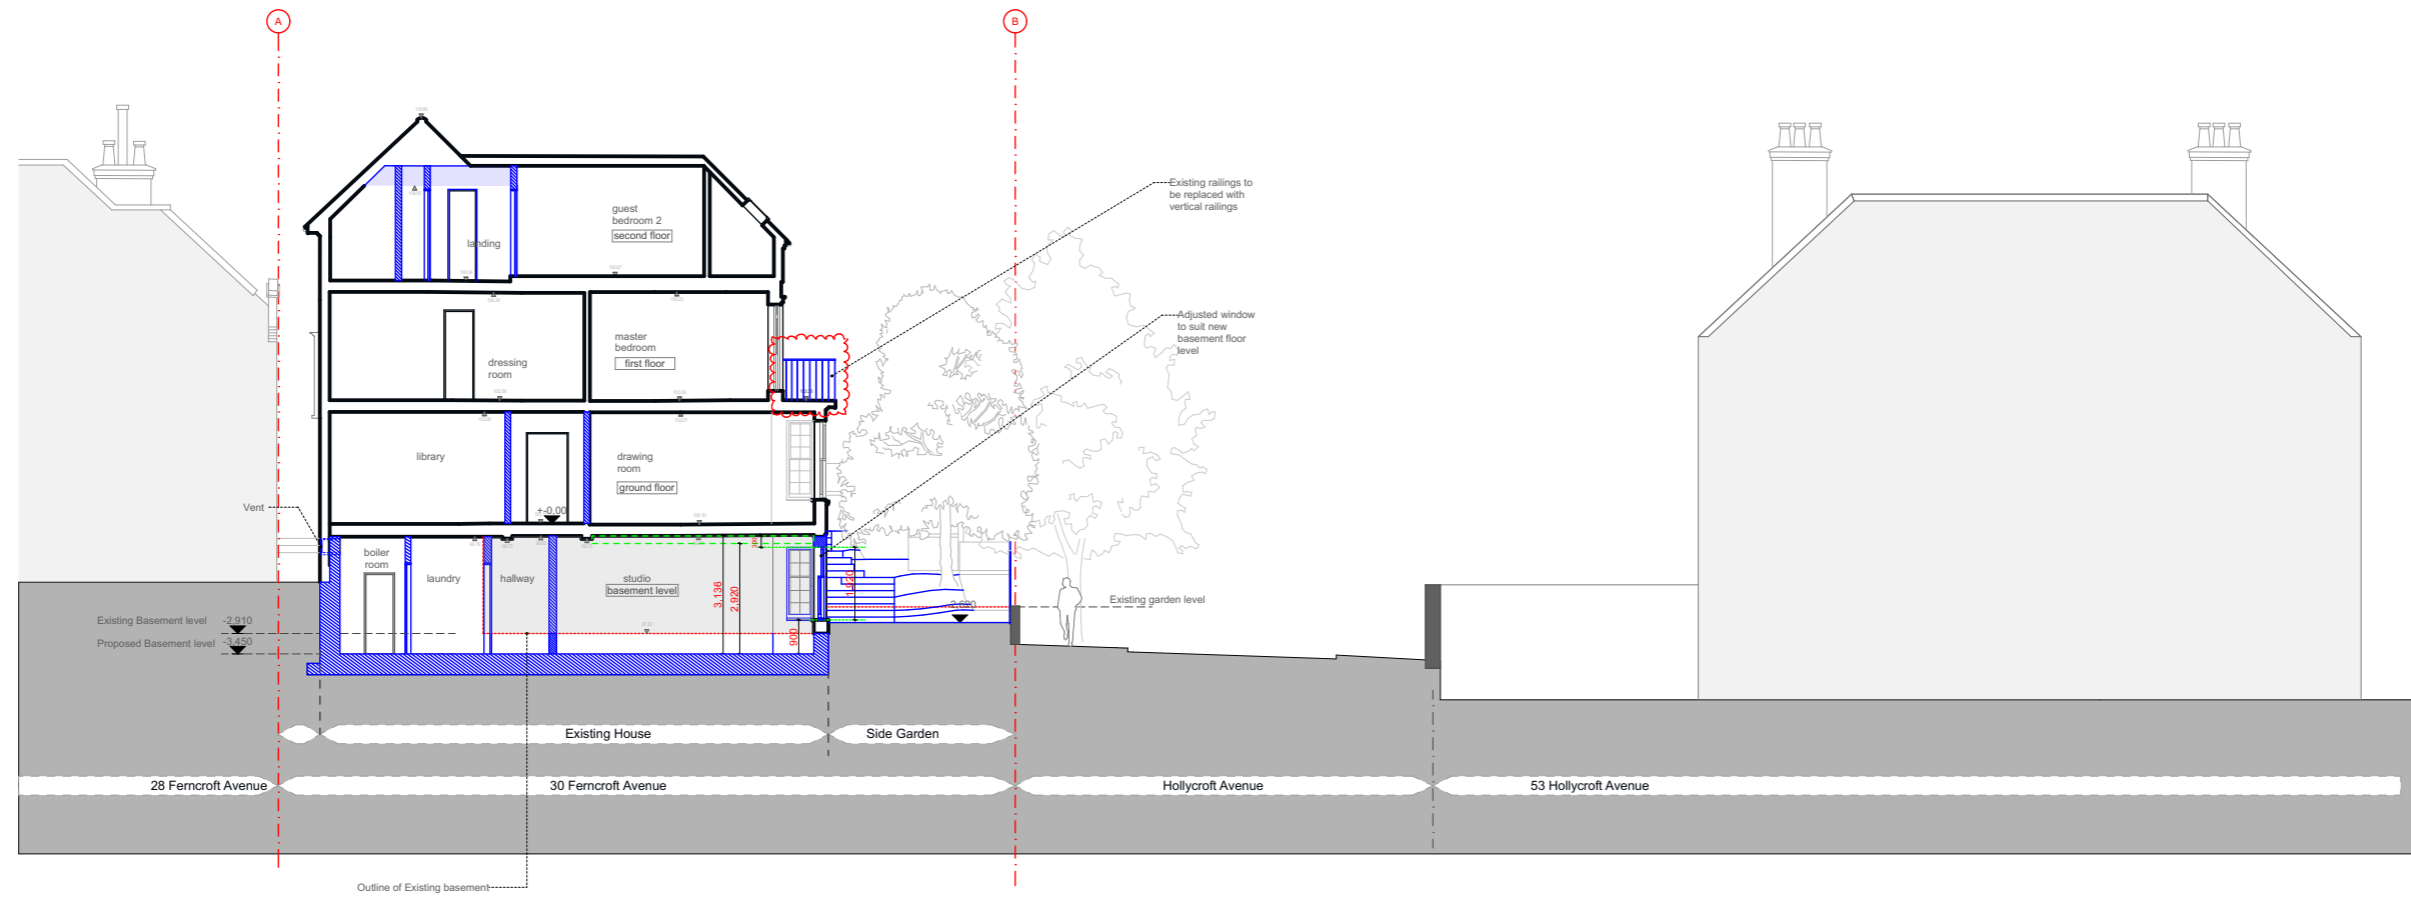 A
B
Existing railings to
be replaced with
vertical railings
guest
bedroom 2
second floor
landing
Adjusted window
to suit new
basement floor
level
master
bedroom
first floor
dressing
room
library
drawing
room
ground floor
Vent
+-0,00
boiler
room
laundry
hallway
studio
basement level
3,136
2,920
1,920
900
Existing garden level
Existing Basement level -2,910
Proposed Basement level -3,450
Existing House
Side Garden
28 Ferncroft Avenue
30 Ferncroft Avenue
Hollycroft Avenue
53 Hollycroft Avenue
Outline of Existing basement